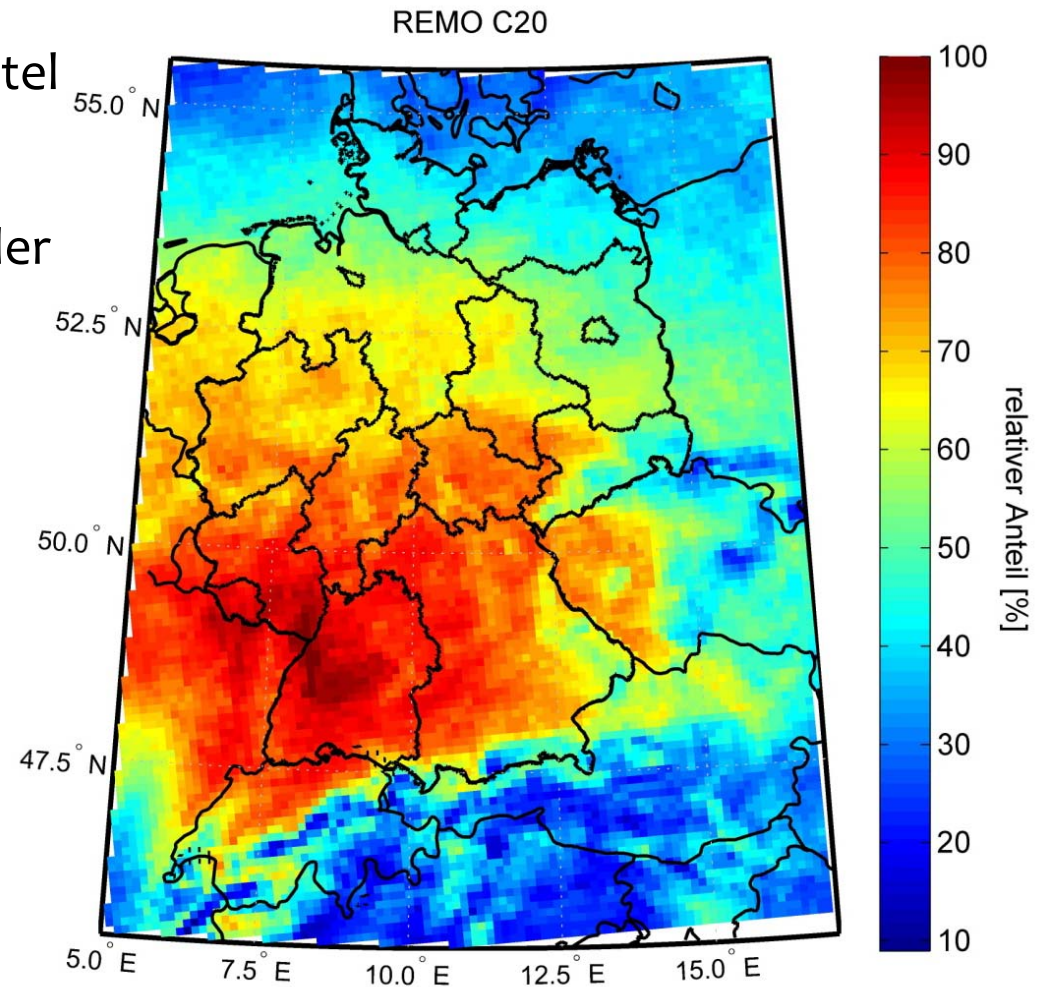 REMO C20
tel
der
55.0° N
52.5° N
50.0° N
47.5° N
5.0° E
7.5° E
10.0° E
12.5° E
15.0° E
100
90
80
70
60
50
40
30
20
10
relativer Anteil [%]